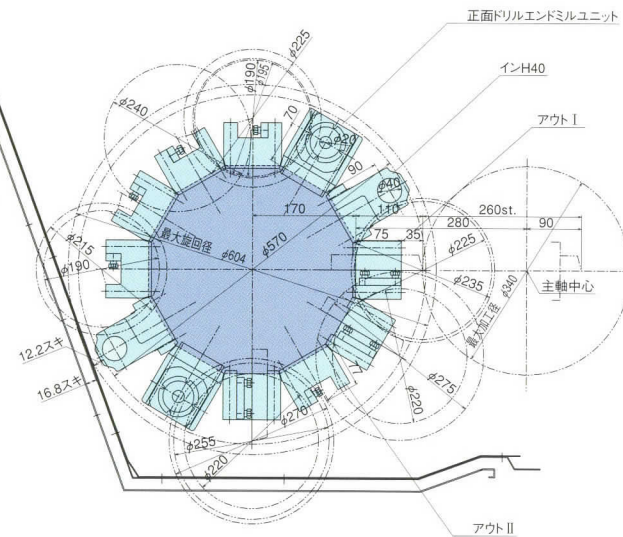 正面ドリルエンドミルユニット
φ225
インH40
φ190
φ195
φ240
70
φ20
アウトⅠ
90
φ40
170
110
260st.
280
90
75
35
φ225
φ215
最大旋回径
φ604
φ570
φ190
φ235
最大加工径
φ340
主軸中心
12.2スキ
16.8スキ
77
φ275
φ220
φ270
φ255
φ220
アウトⅡ